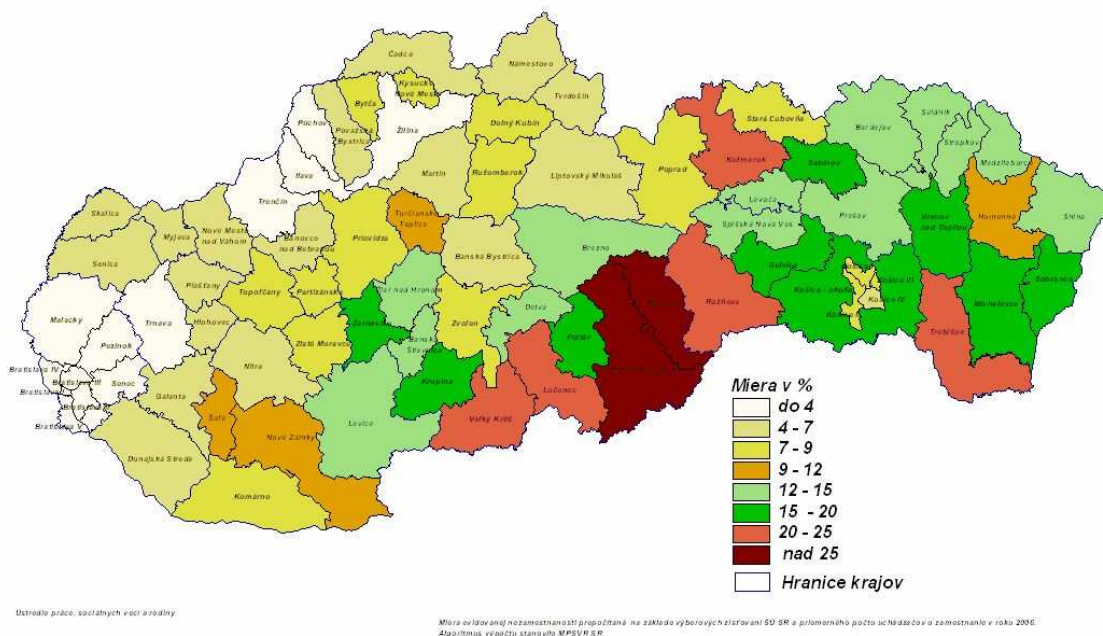 Čadca
Námestovo
Kysucké
Nové Mesto
Bytča
Tvrdošín
Púchov
Považská
Bystrica
Žilina
Dolný Kubín
Stará Ľubovňa
Bardejov
Svidník
Stropkov
Medzilaborce
Ilava
Martin
Ružomberok
Liptovský Mikuláš
Poprad
Kežmarok
Sabinov
Trenčín
Levoča
Prešov
Humenné
Snina
Skalica
Myjava
Nové Mesto
nad Váhom
Bánovce
nad Bebravou
Prievidza
Turčianske
Teplice
Spišská Nová Ves
Vranov
nad Topľou
Senica
Banská Bystrica
Brezno
Gelnica
Piešťany
Topoľčany
Partizánske
Žiar nad Hronom
Detva
Rožňava
Košice - okolie
Košice III
Košice IV
Michalovce
Sobrance
Malacky
Trnava
Hlohovec
Zlaté Moravce
Žarnovica
Zvolen
Poltár
Trebišov
Pezinok
Nitra
Banská
Štiavnica
Bratislava IV
Bratislava III
Senec
Galanta
Krupina
Lučenec
Bratislava V
Šaľa
Nové Zámky
Levice
Veľký Krtíš
Dunajská Streda
Komárno
Miera v %
do 4
4 - 7
7 - 9
9 - 12
12 - 15
15 - 20
20 - 25
nad 25
Hranice krajov
Ústredie práce, sociálnych vecí a rodiny
Miera evidovanej nezamestnanosti prepočítaná na základe výberových zisťovaní ŠÚ SR a priemerného počtu uchádzačov o zamestnanie v roku 2006.
Algoritmus výpočtu stanovilo MPSVR SR